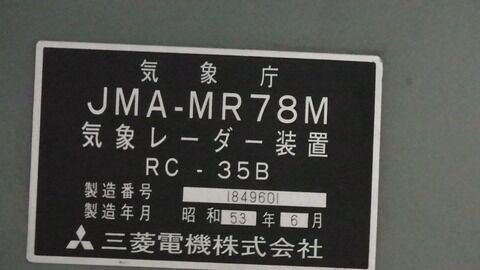 気象庁
JMA-MR78M
気象レーダー装置
RC-35B
製造番号 1849601
製造年月 昭和53年6月
三菱電機株式会社